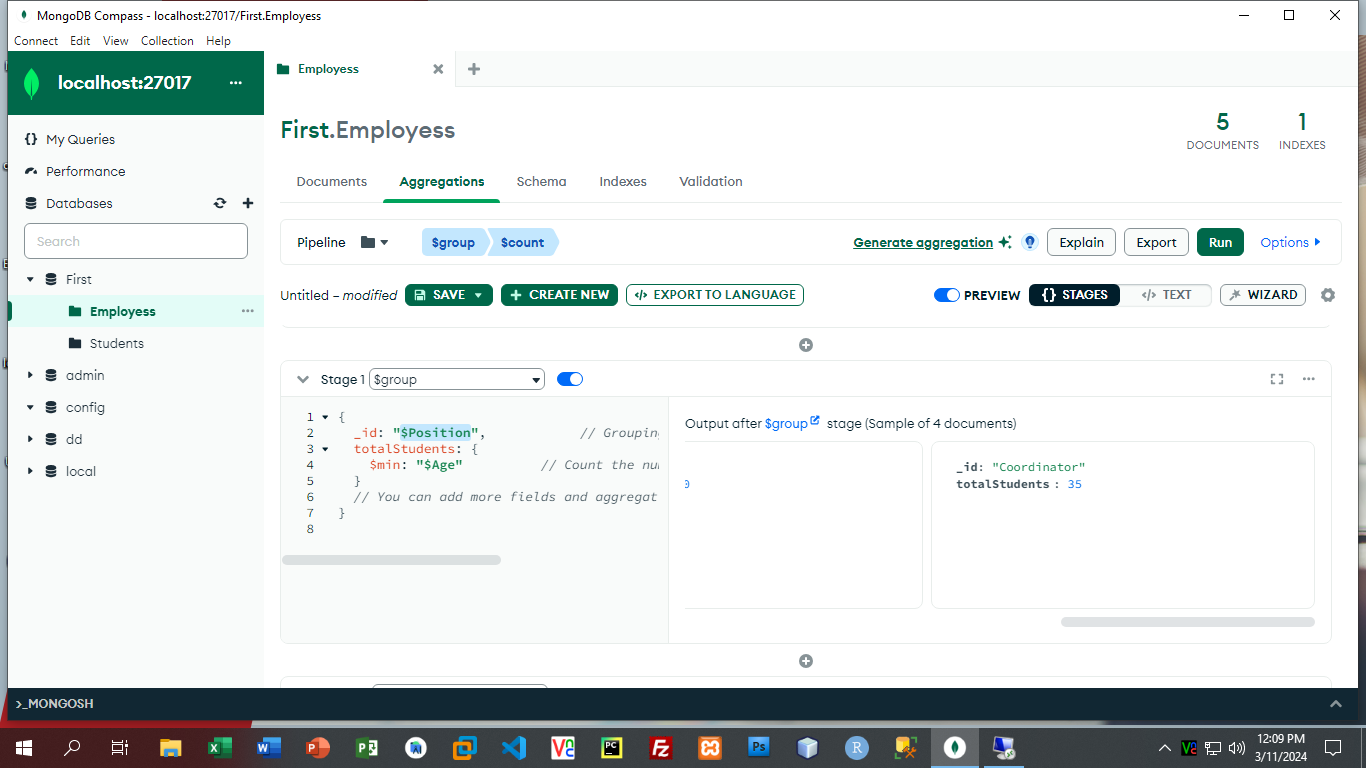 MongoDB Compass - localhost:27017/First.Employess
Connect Edit View Collection Help
localhost:27017
Employess
My Queries
Performance
Databases
Search
First
Employess
Students
admin
config
dd
local
First.Employess
5
DOCUMENTS
1
INDEXES
Documents Aggregations Schema Indexes Validation
Pipeline $group $count Generate aggregation Explain Export Run Options
Untitled – modified SAVE + CREATE NEW </> EXPORT TO LANGUAGE PREVIEW {} STAGES </> TEXT WIZARD
Stage 1 $group
1 {
2 _id: "$Position", // Grouping
3 totalStudents: {
4 $min: "$Age" // Count the nu
5 }
6 // You can add more fields and aggregat
7 }
8
Output after $group stage (Sample of 4 documents)
0
_id: "Coordinator"
totalStudents : 35
>_MONGOSH
12:09 PM
3/11/2024